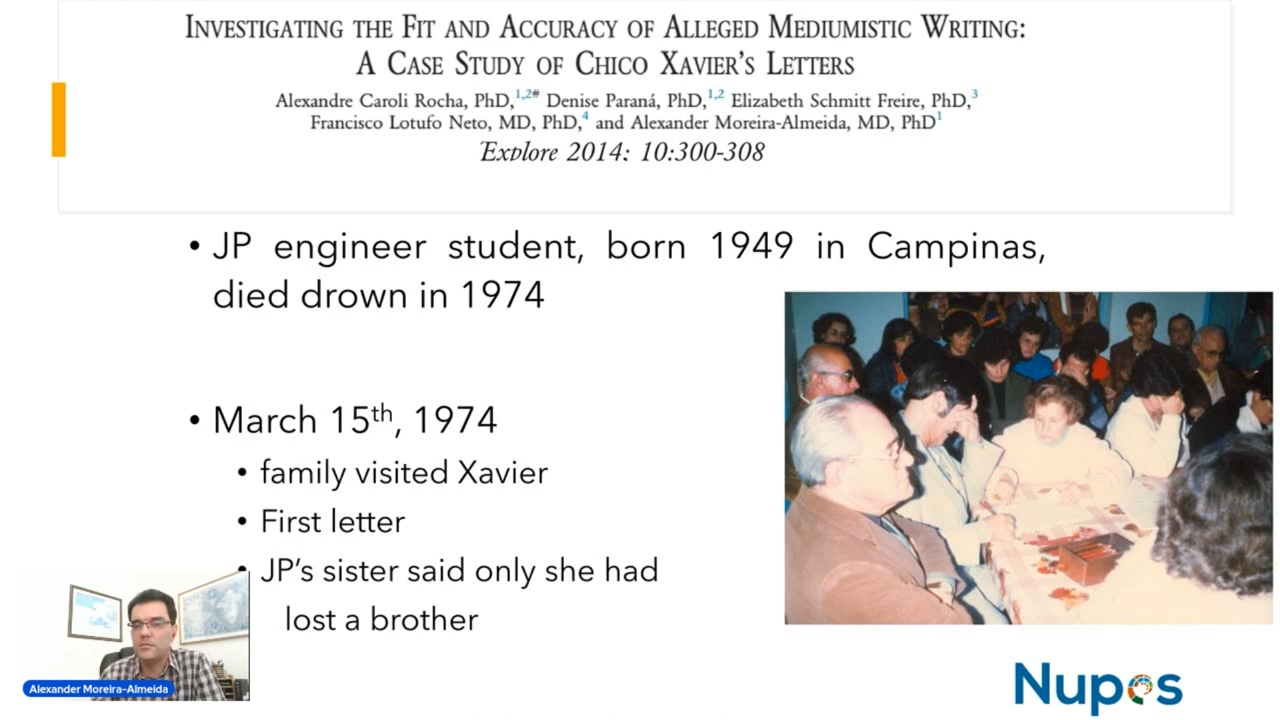 INVESTIGATING THE FIT AND ACCURACY OF ALLEGED MEDIUMISTIC WRITING:
A CASE STUDY OF CHICO XAVIER'S LETTERS
Alexandre Caroli Rocha, PhD,1,2# Denise Paraná, PhD,1,2 Elizabeth Schmitt Freire, PhD,3
Francisco Lotufo Neto, MD, PhD,4 and Alexander Moreira-Almeida, MD, PhD1
Explore 2014: 10:300-308
• JP engineer student, born 1949 in Campinas,
died drown in 1974
• March 15th, 1974
• family visited Xavier
• First letter
• JP's sister said only she had
lost a brother
Alexander Moreira-Almeida
Nupes